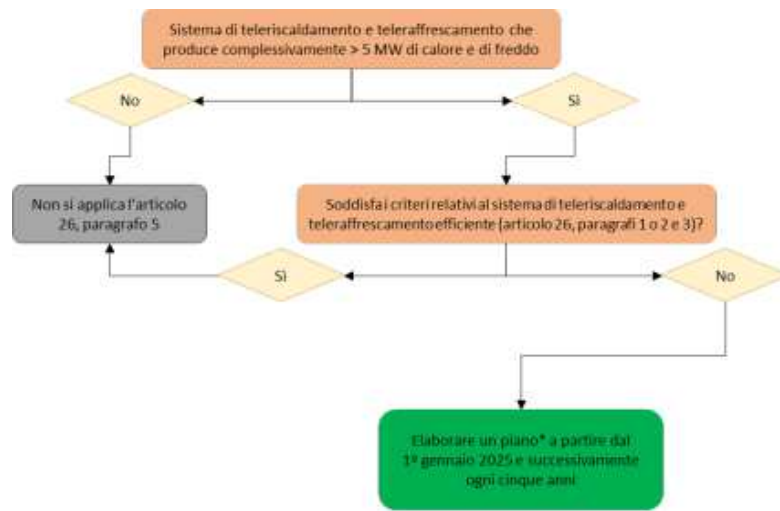 Sistema di teleriscaldamento e teleraffrescamento che
produce complessivamente > 5 MW di calore e di freddo
No
Sì
Non si applica l'articolo
26, paragrafo 5
Soddisfa i criteri relativi al sistema di teleriscaldamento e
teleraffrescamento efficiente (articolo 26, paragrafi 1 o 2 e 3)?
Sì
No
Elaborare un piano* a partire dal
1º gennaio 2025 e successivamente
ogni cinque anni